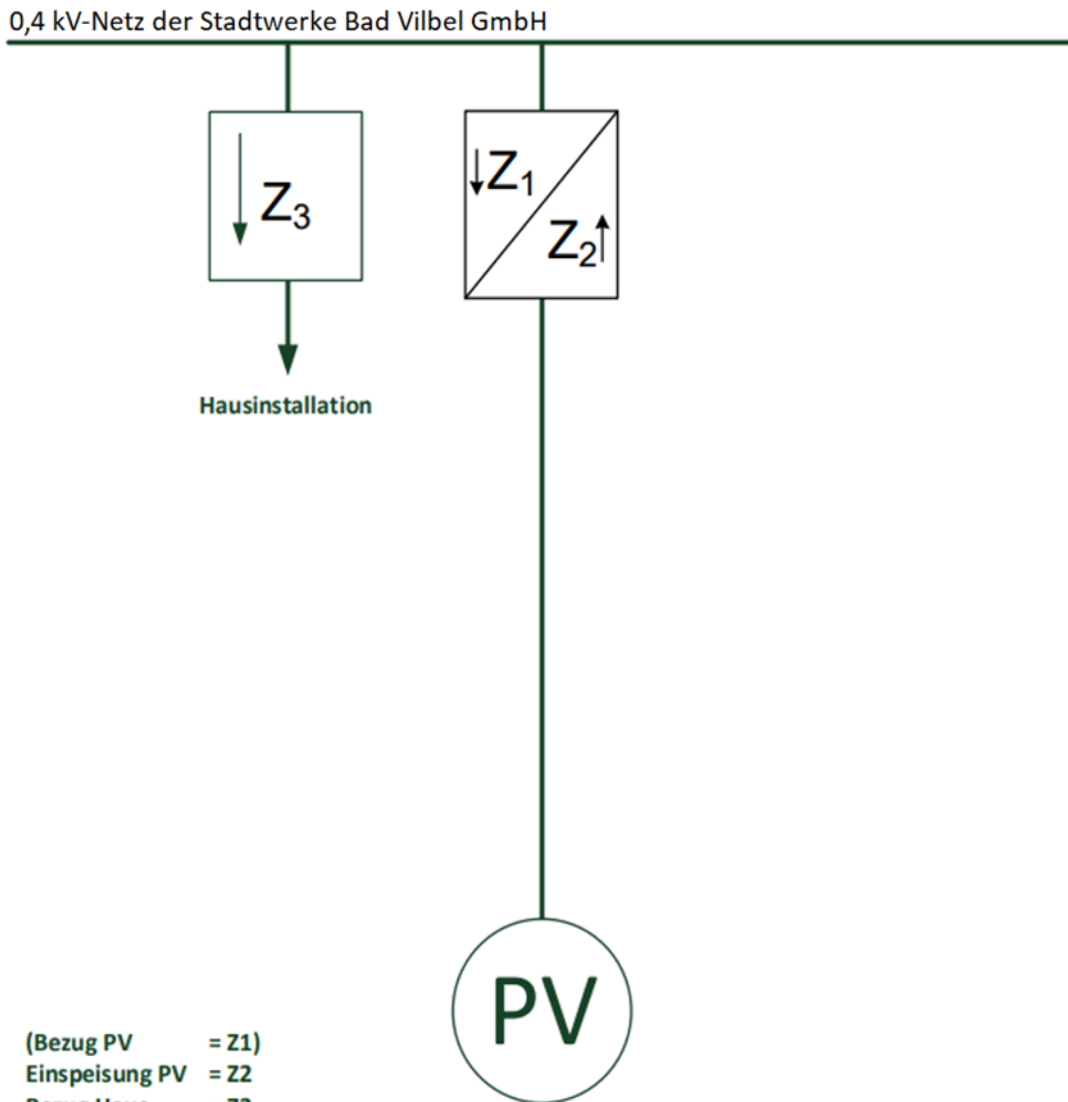 0,4 kV-Netz der Stadtwerke Bad Vilbel GmbH
Z₁
Z₂
Z₃
Hausinstallation
PV
(Bezug PV = Z1)
Einspeisung PV = Z2